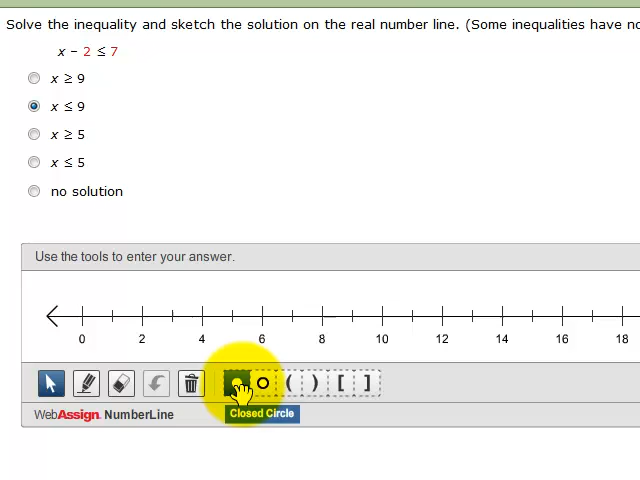 Solve the inequality and sketch the solution on the real number line. (Some inequalities have no
x − 2 ≤ 7
x ≥ 9
x ≤ 9
x ≥ 5
x ≤ 5
no solution
Use the tools to enter your answer.
0 2 4 6 8 10 12 14 16 18
( ) [ ]
WebAssign. NumberLine
Closed Circle